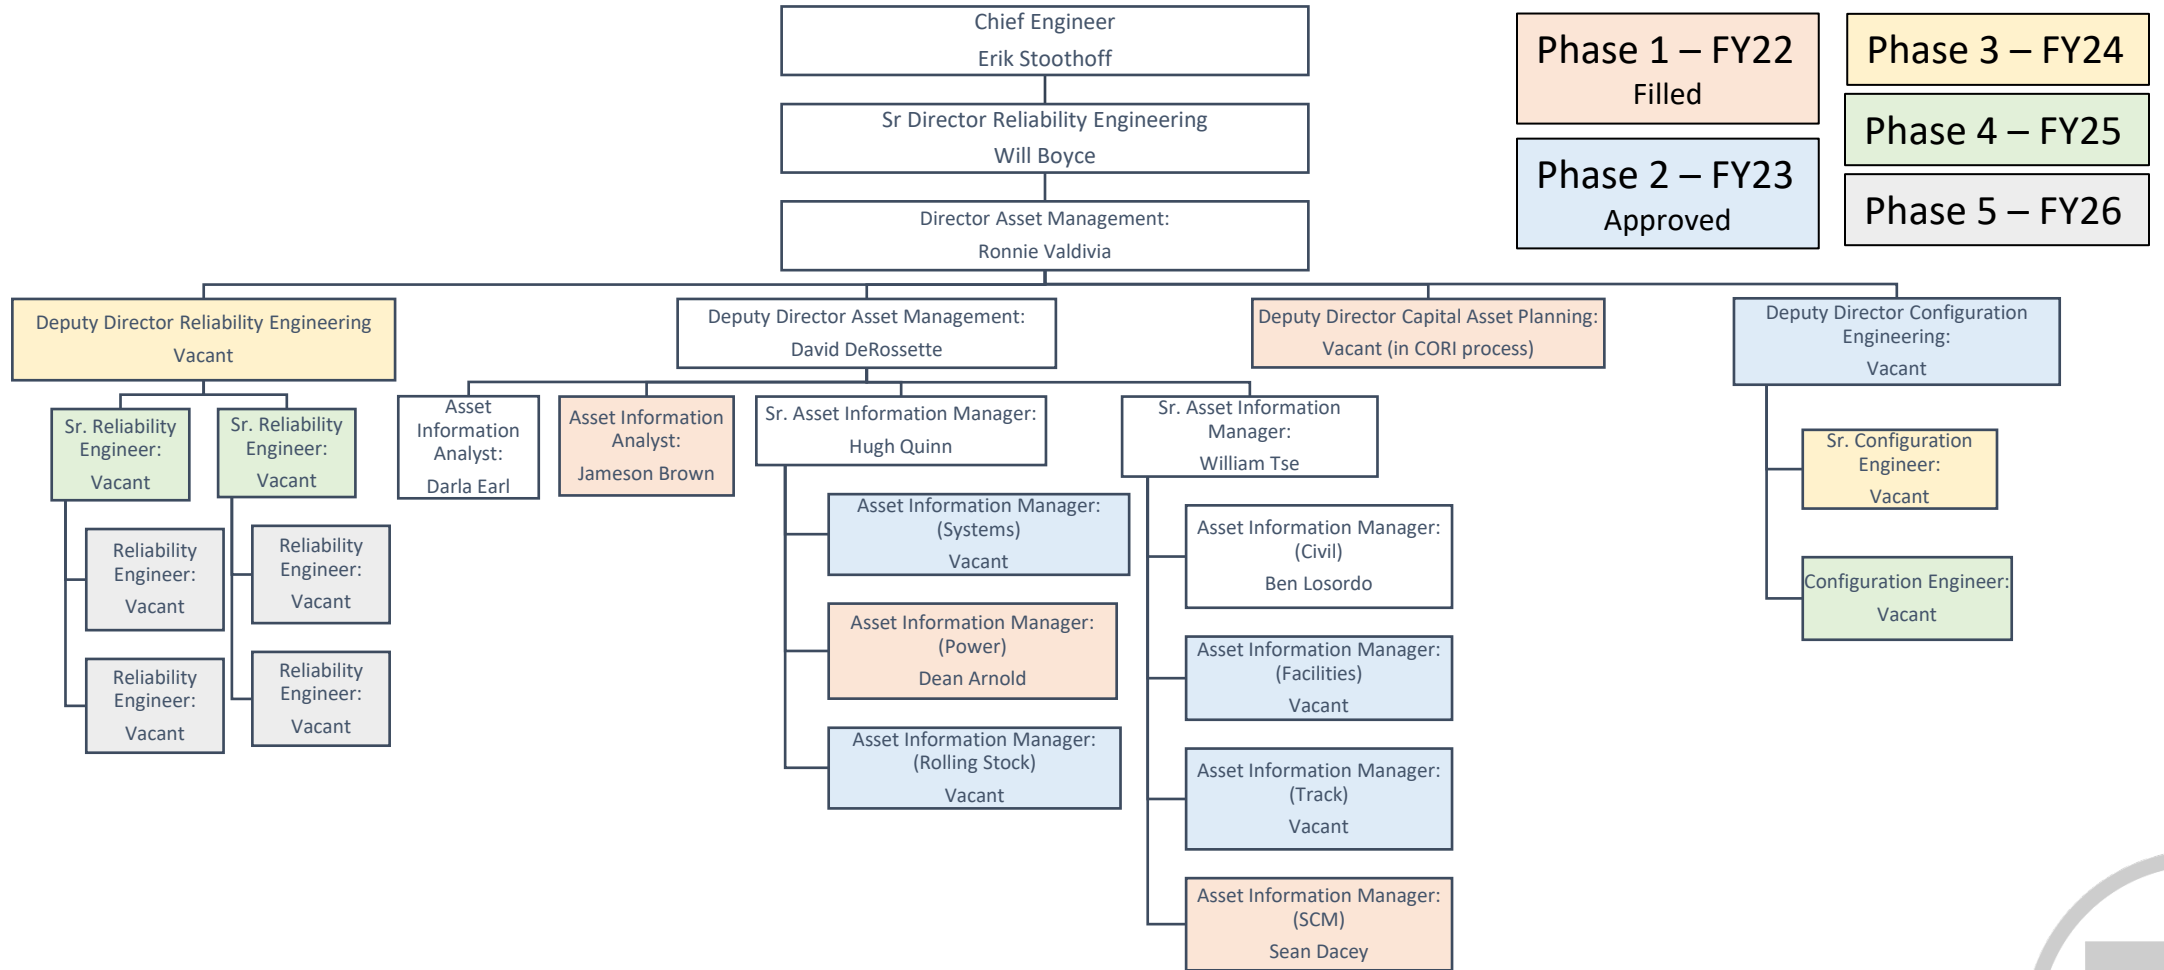 Chief Engineer
Erik Stoothoff
Sr Director Reliability Engineering
Will Boyce
Director Asset Management:
Ronnie Valdivia
Phase 1 – FY22
Filled
Phase 2 – FY23
Approved
Phase 3 – FY24
Phase 4 – FY25
Phase 5 – FY26
Deputy Director Reliability Engineering
Vacant
Deputy Director Asset Management:
David DeRossette
Deputy Director Capital Asset Planning:
Vacant (in CORI process)
Deputy Director Configuration
Engineering:
Vacant
Sr. Reliability
Engineer:
Vacant
Sr. Reliability
Engineer:
Vacant
Reliability
Engineer:
Vacant
Reliability
Engineer:
Vacant
Reliability
Engineer:
Vacant
Reliability
Engineer:
Vacant
Asset
Information
Analyst:
Darla Earl
Asset Information
Analyst:
Jameson Brown
Sr. Asset Information Manager:
Hugh Quinn
Asset Information Manager:
(Systems)
Vacant
Asset Information Manager:
(Power)
Dean Arnold
Asset Information Manager:
(Rolling Stock)
Vacant
Sr. Asset Information
Manager:
William Tse
Asset Information Manager:
(Civil)
Ben Losordo
Asset Information Manager:
(Facilities)
Vacant
Asset Information Manager:
(Track)
Vacant
Asset Information Manager:
(SCM)
Sean Dacey
Sr. Configuration
Engineer:
Vacant
Configuration Engineer:
Vacant